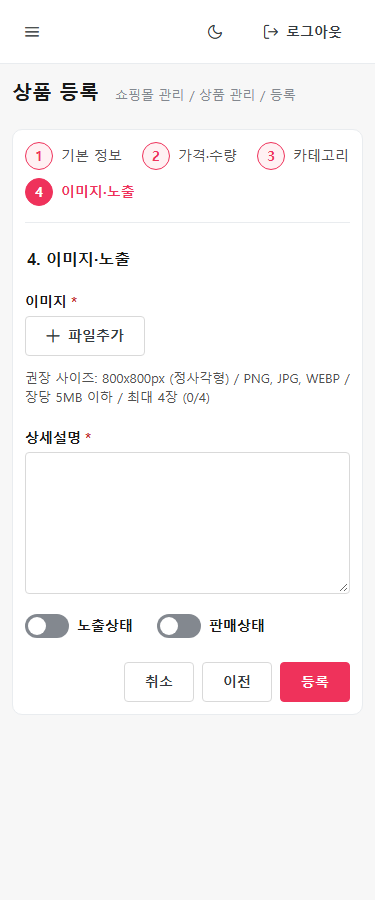 로그아웃
상품 등록 쇼핑몰 관리 / 상품 관리 / 등록
1 기본 정보 2 가격·수량 3 카테고리
4 이미지·노출
4. 이미지·노출
이미지 *
파일추가
권장 사이즈: 800x800px (정사각형) / PNG, JPG, WEBP /
장당 5MB 이하 / 최대 4장 (0/4)
상세설명 *
노출상태 판매상태
취소 이전 등록